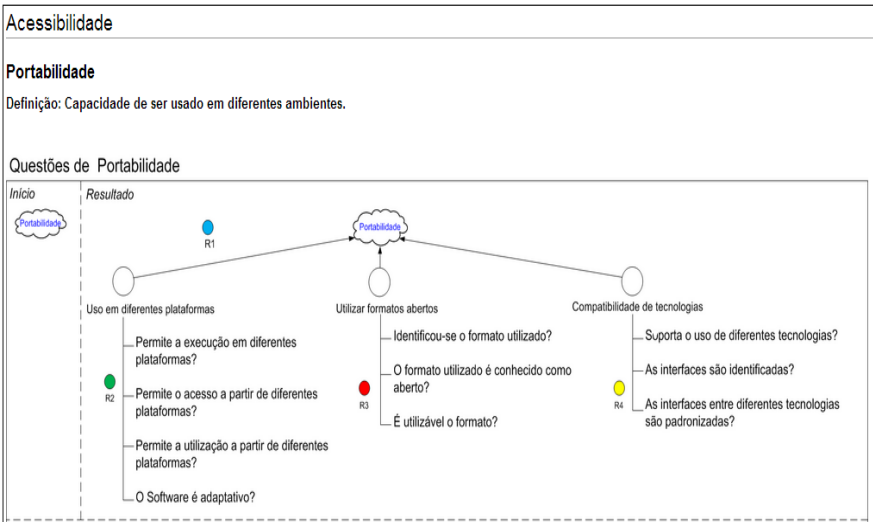 Acessibilidade
Portabilidade
Definição: Capacidade de ser usado em diferentes ambientes.
Questões de Portabilidade
Início
Resultado
Portabilidade
R1
Portabilidade
Uso em diferentes plataformas
Permite a execução em diferentes
plataformas?
R2
Permite o acesso a partir de diferentes
plataformas?
Permite a utilização a partir de diferentes
plataformas?
O Software é adaptativo?
Utilizar formatos abertos
Identificou-se o formato utilizado?
R3
O formato utilizado é conhecido como
aberto?
É utilizável o formato?
Compatibilidade de tecnologias
Suporta o uso de diferentes tecnologias?
As interfaces são identificadas?
R4
As interfaces entre diferentes tecnologias
são padronizadas?